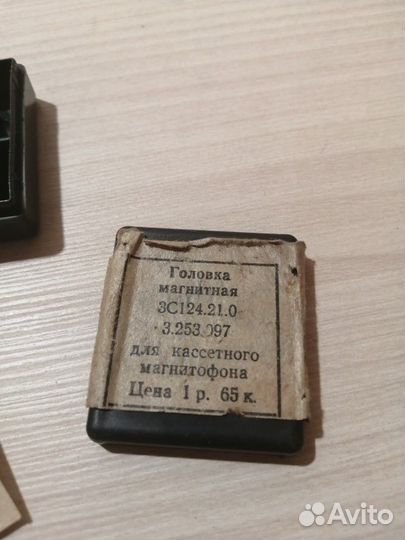 Головка
магнитная
3С124.21.0
3.253.097
для кассетного
магнитофона
Цена 1 р. 65 к.
Avito